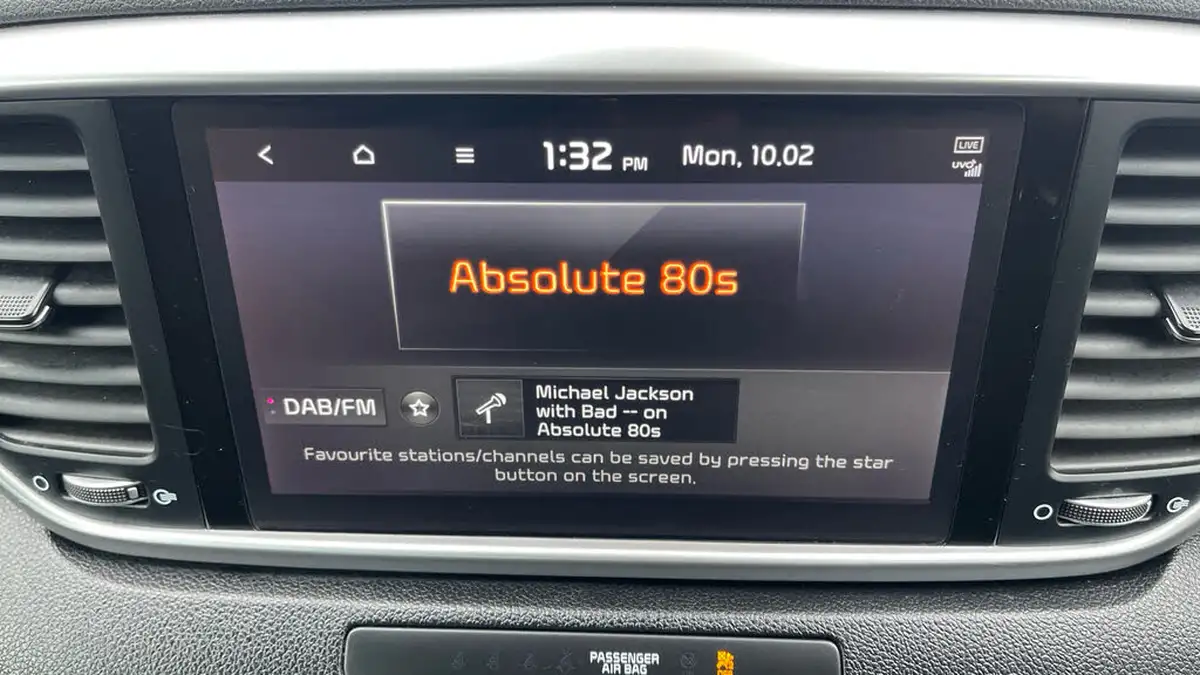 1:32 PM Mon, 10.02
LIVE
UVO
Absolute 80s
DAB/FM
Michael Jackson
with Bad -- on
Absolute 80s
Favourite stations/channels can be saved by pressing the star
button on the screen.
PASSENGER
AIR BAG